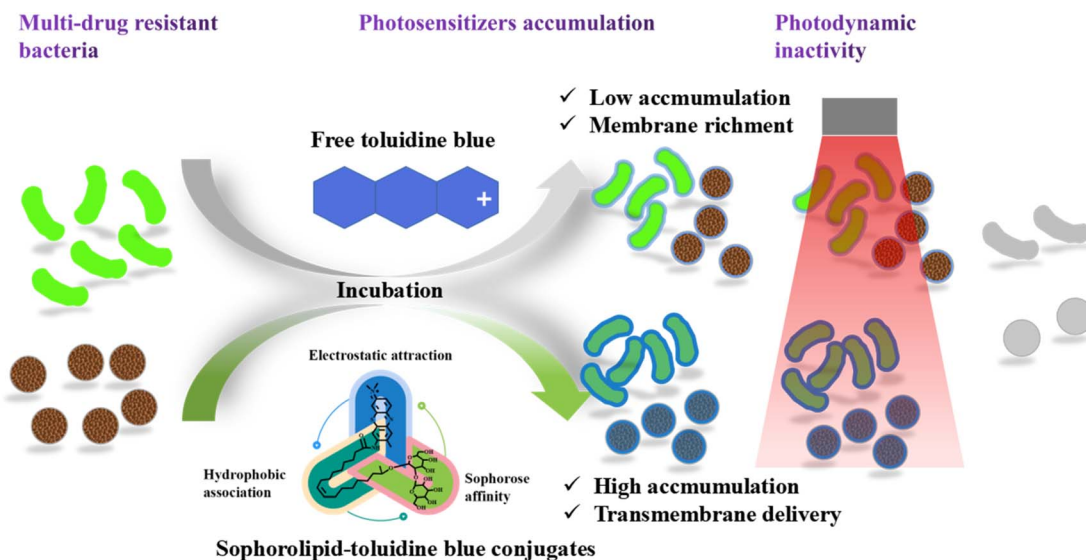 Multi-drug resistant
bacteria
Photosensitizers accumulation
Photodynamic
inactivity
✓ Low accmumulation
✓ Membrane richment
Free toluidine blue
+
Incubation
Electrostatic attraction
Hydrophobic
association
Sophorose
affinity
✓ High accmumulation
✓ Transmembrane delivery
Sophorolipid-toluidine blue conjugates